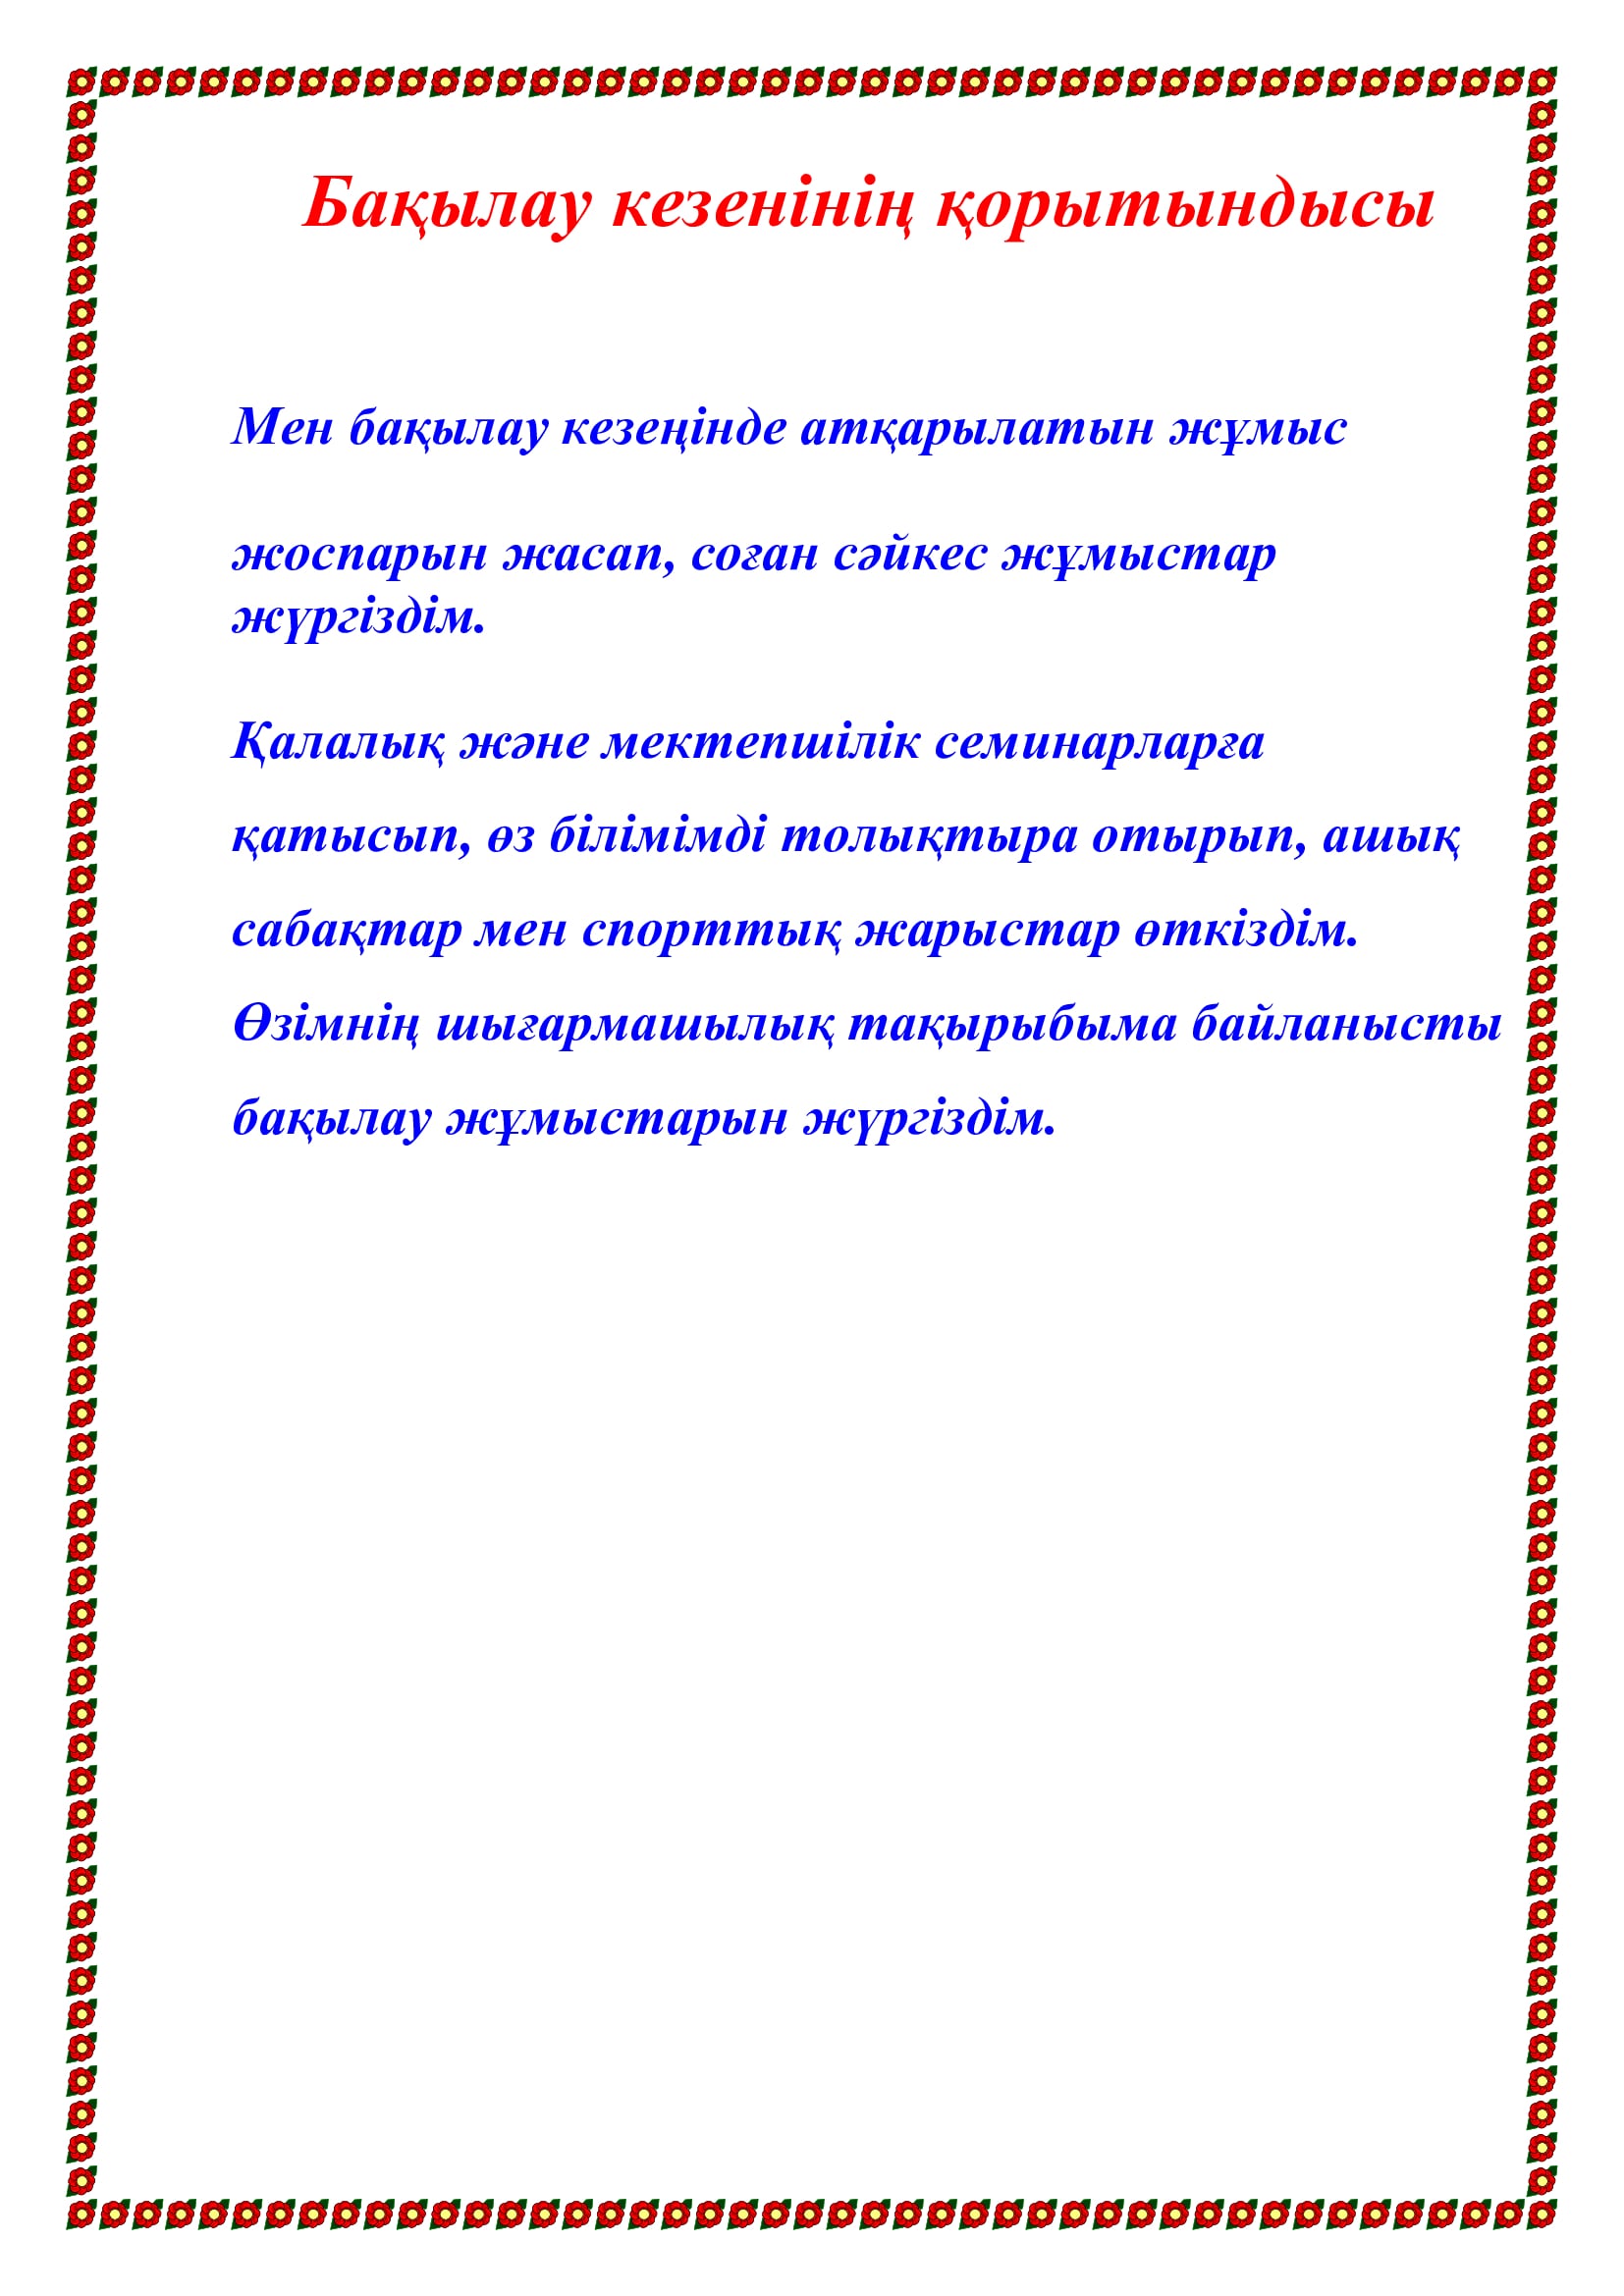 Бақылау кезенінің қорытындысы
Мен бақылау кезеңінде атқарылатын жұмыс
жоспарын жасап, соған сәйкес жұмыстар
жүргіздім.
Қалалық және мектепшілік семинарларға
қатысып, өз білімімді толықтыра отырып, ашық
сабақтар мен спорттық жарыстар өткіздім.
Өзімнің шығармашылық тақырыбыма байланысты
бақылау жұмыстарын жүргіздім.